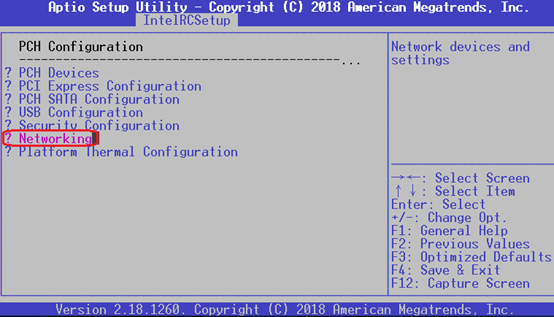 Aptio Setup Utility - Copyright (C) 2018 American Megatrends, Inc.
IntelRCSetup
PCH Configuration
----------------------------------------...
? PCH Devices
? PCI Express Configuration
? PCH SATA Configuration
? USB Configuration
? Security Configuration
? Networking
? Platform Thermal Configuration
Network devices and
settings
→←: Select Screen
↑↓: Select Item
Enter: Select
+/-: Change Opt.
F1: General Help
F2: Previous Values
F3: Optimized Defaults
F4: Save & Exit
F12: Capture Screen
Version 2.18.1260. Copyright (C) 2018 American Megatrends, Inc.